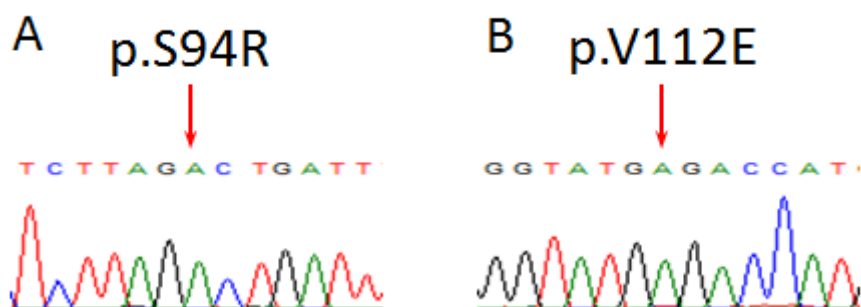 A
p.S94R
TCTTAGACTGATT
B
p.V112E
GGTATGAGACCAT